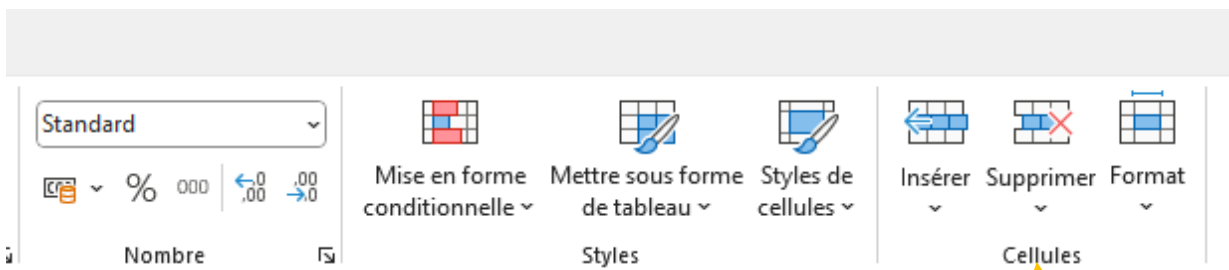 Standard
% 000 ,00 ,00
Mise en forme conditionnelle
Mettre sous forme de tableau
Styles de cellules
Insérer Supprimer Format
Nombre Styles Cellules